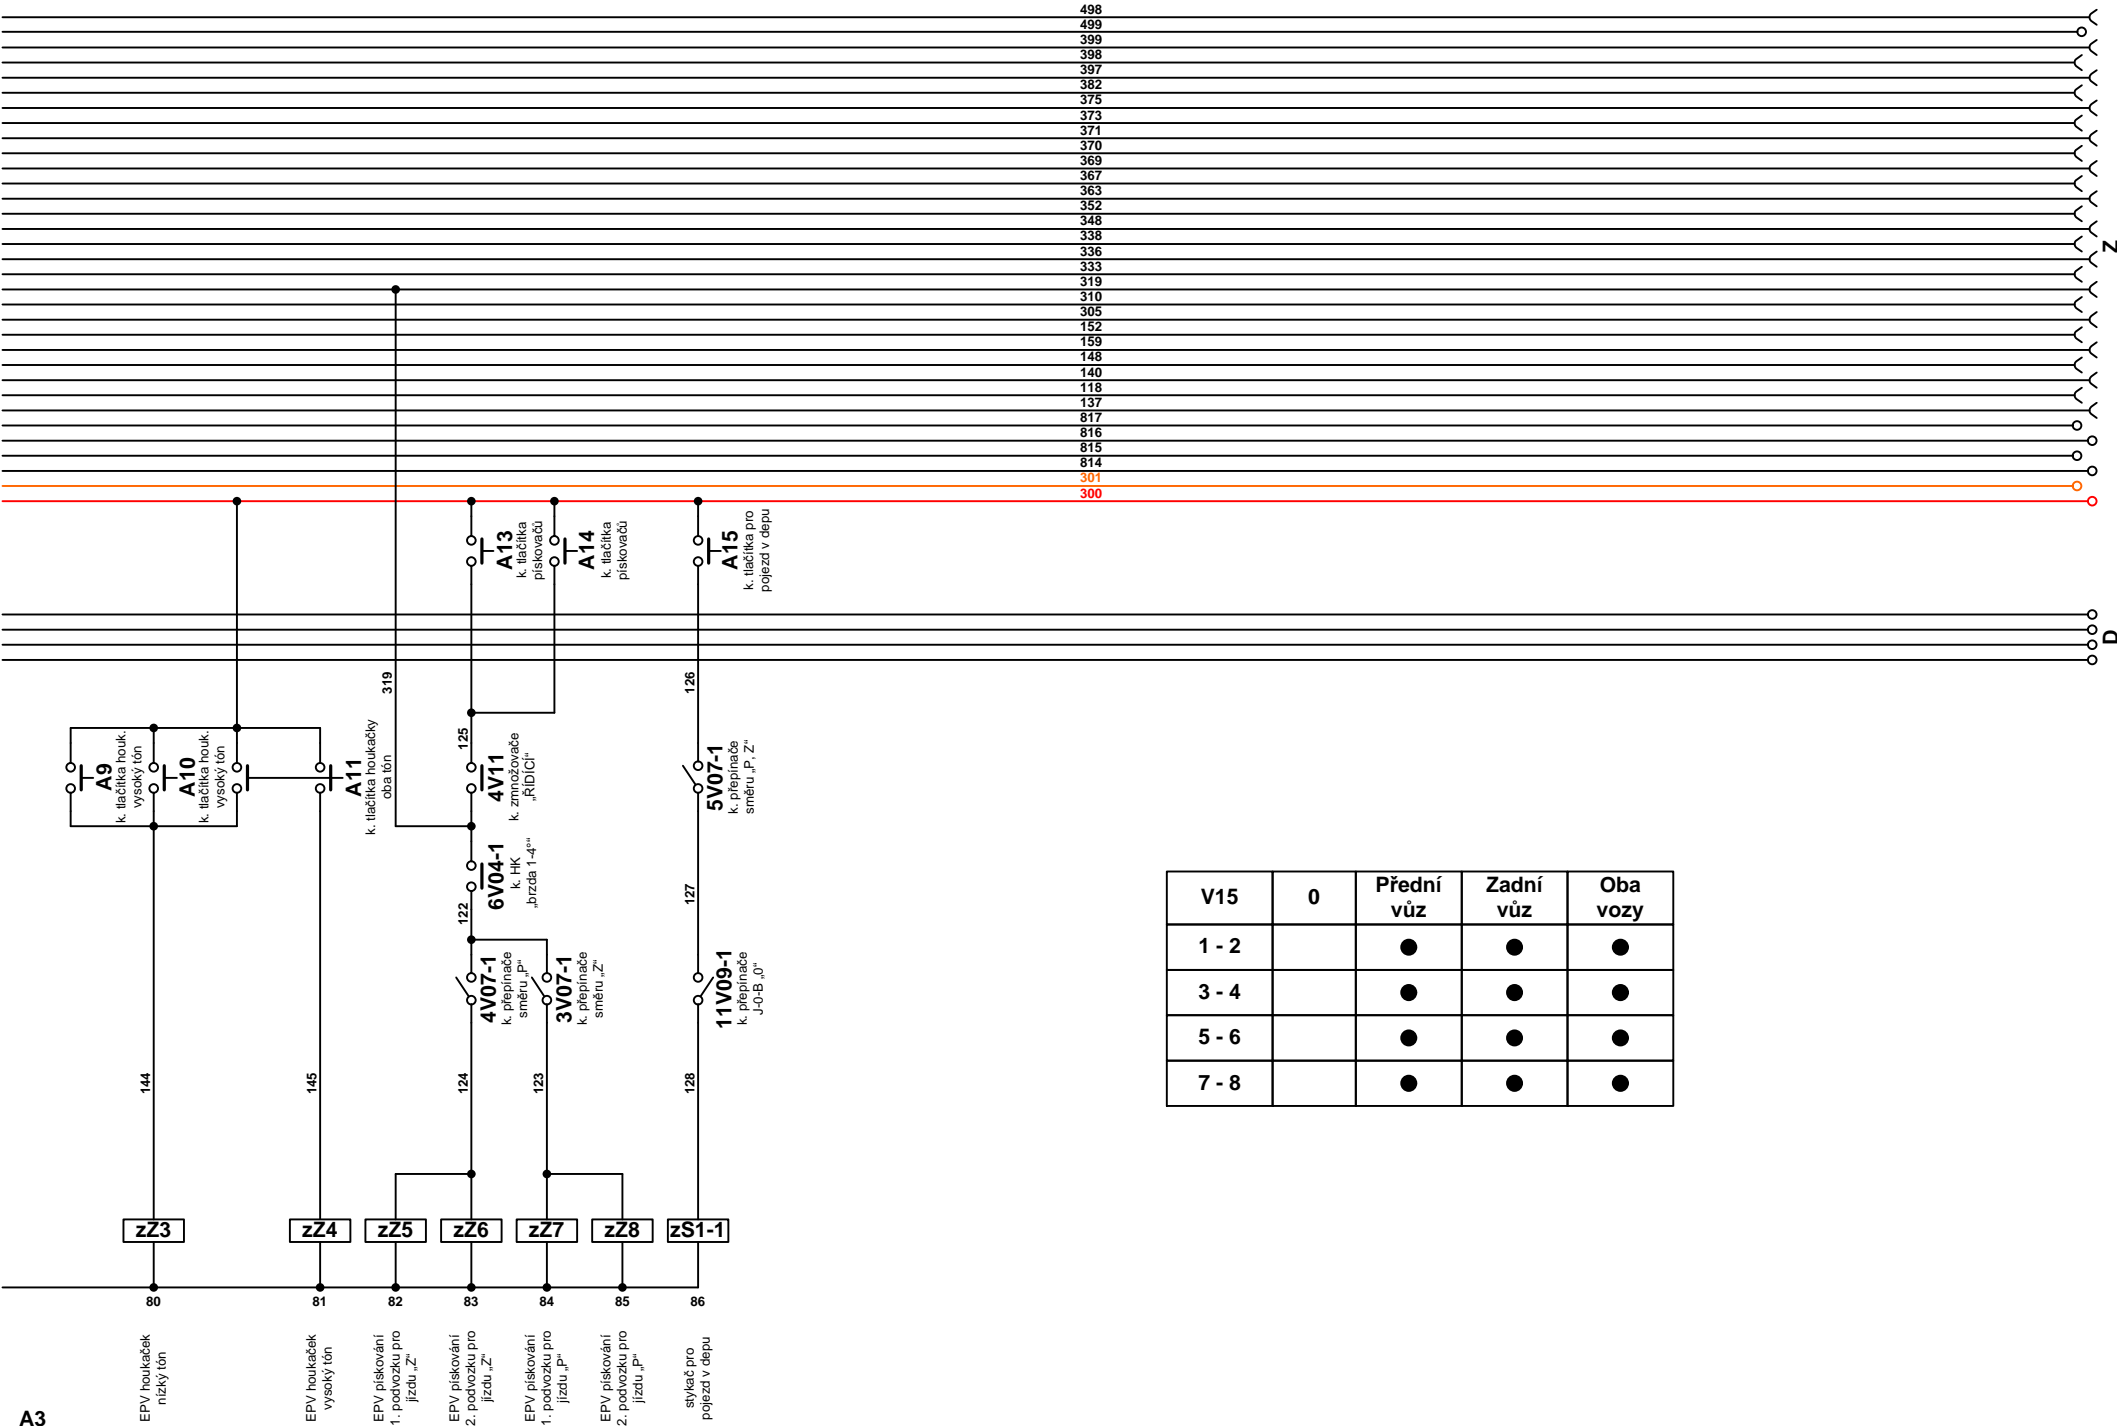 498
499
399
398
397
382
375
373
371
370
369
367
363
352
348
338
336
333
319
310
305
152
159
148
140
118
137
817
816
815
814
301
300
Z
D
A13
k. tlačítka
pískovačů
A14
k. tlačítka
pískovačů
A15
k. tlačítka pro
pojezd v depu
319
125
126
A9
k. tlačítka houk.
vysoký tón
A10
k. tlačítka houk.
vysoký tón
A11
k. tlačítka houkačky
oba tón
4V11
k. zmnožovače
„ŘÍDÍCÍ“
5V07-1
k. přepínače
směru „P, Z“
6V04-1
k. HK
„brzda 1-4°“
122
127
4V07-1
k. přepínače
směru „P“
3V07-1
k. přepínače
směru „Z“
11V09-1
k. přepínače
J-0-B „0“
144
145
124
123
128
V15
0
Přední
vůz
Zadní
vůz
Oba
vozy
1 - 2
3 - 4
5 - 6
7 - 8
zZ3
zZ4
zZ5
zZ6
zZ7
zZ8
zS1-1
80
81
82
83
84
85
86
EPV houkaček
nízký tón
EPV houkaček
vysoký tón
EPV pískování
1. podvozku pro
jízdu „Z“
EPV pískování
2. podvozku pro
jízdu „Z“
EPV pískování
1. podvozku pro
jízdu „P“
EPV pískování
2. podvozku pro
jízdu „P“
stykač pro
pojezd v depu
A3